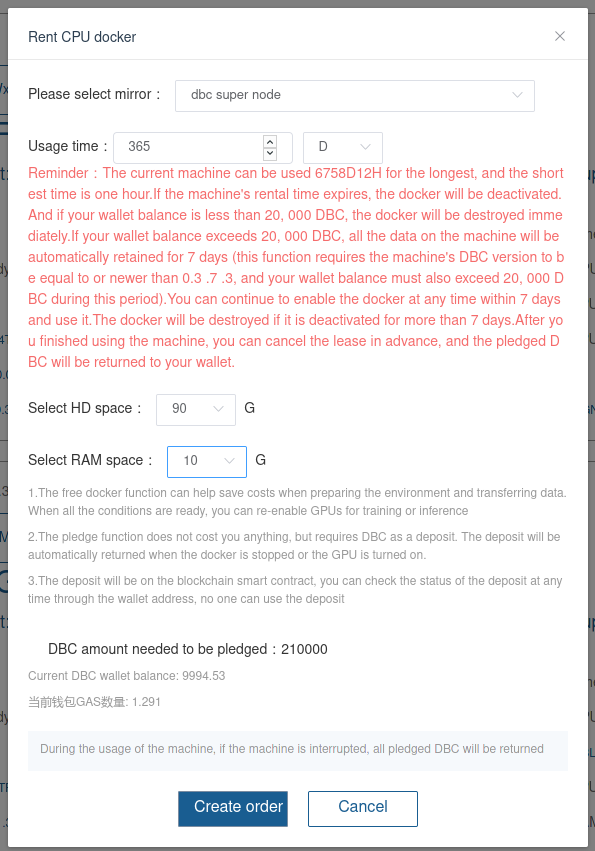 Rent CPU docker
Please select mirror : dbc super node
Usage time : 365 D
Reminder : The current machine can be used 6758D12H for the longest, and the short
est time is one hour.If the machine's rental time expires, the docker will be deactivated.
And if your wallet balance is less than 20, 000 DBC, the docker will be destroyed imme
diately.If your wallet balance exceeds 20, 000 DBC, all the data on the machine will be
automatically retained for 7 days (this function requires the machine's DBC version to b
e equal to or newer than 0.3 .7 .3, and your wallet balance must also exceed 20, 000 D
BC during this period).You can continue to enable the docker at any time within 7 days
and use it.The docker will be destroyed if it is deactivated for more than 7 days.After yo
u finished using the machine, you can cancel the lease in advance, and the pledged D
BC will be returned to your wallet.
Select HD space : 90 G
Select RAM space : 10 G
1.The free docker function can help save costs when preparing the environment and transferring data.
When all the conditions are ready, you can re-enable GPUs for training or inference
2.The pledge function does not cost you anything, but requires DBC as a deposit. The deposit will be
automatically returned when the docker is stopped or the GPU is turned on.
3.The deposit will be on the blockchain smart contract, you can check the status of the deposit at any
time through the wallet address, no one can use the deposit
DBC amount needed to be pledged : 210000
Current DBC wallet balance: 9994.53
当前钱包GAS数量: 1.291
During the usage of the machine, if the machine is interrupted, all pledged DBC will be returned
Create order Cancel